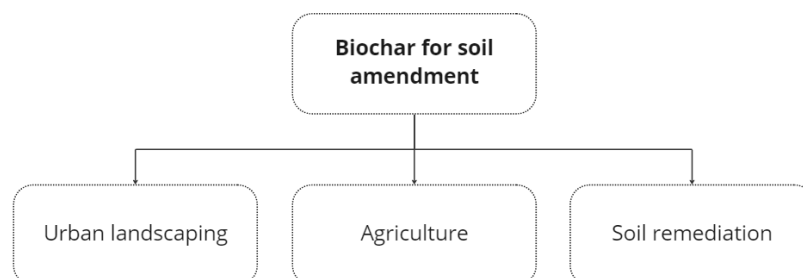 Biochar for soil
amendment
Urban landscaping
Agriculture
Soil remediation